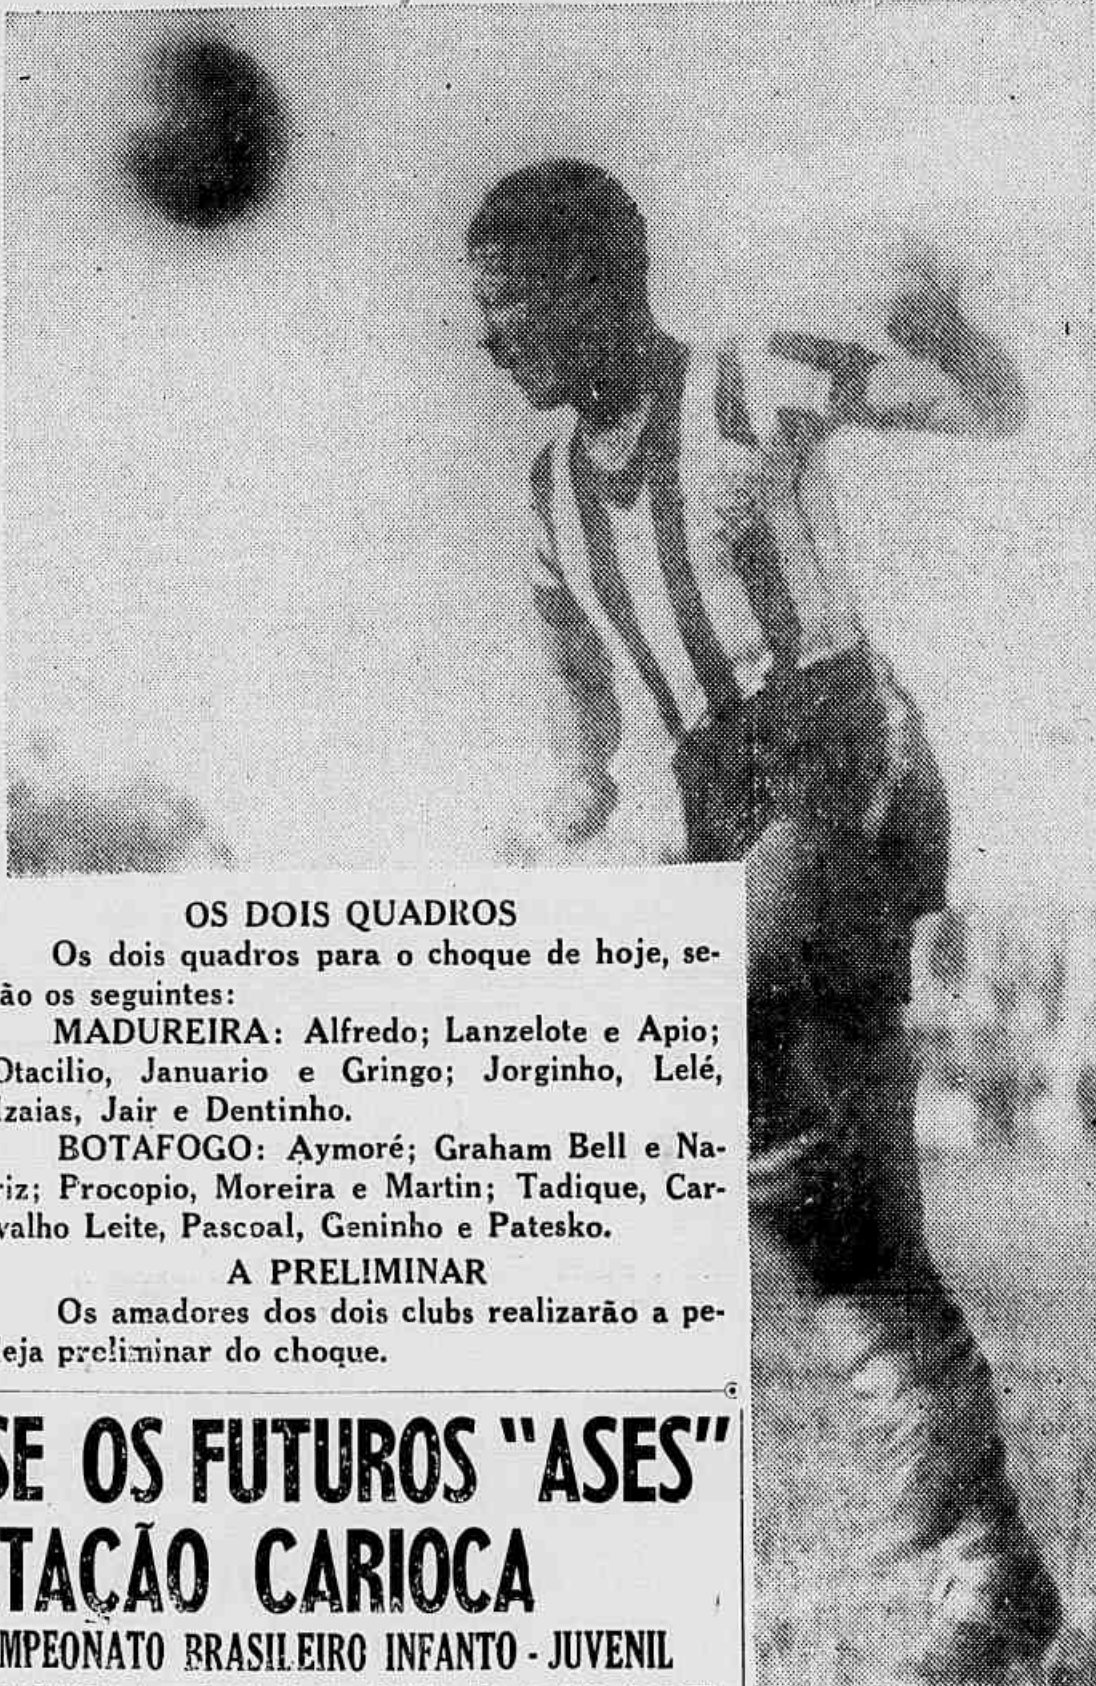 OS DOIS QUADROS
Os dois quadros para o choque de hoje, se-
ão os seguintes:
MADUREIRA: Alfredo; Lanzelote e Apio;
Otacilio, Januario e Gringo; Jorginho, Lelé,
Izaias, Jair e Dentinho.
BOTAFOGO: Aymoré; Graham Bell e Na-
riz; Procopio, Moreira e Martin; Tadique, Car-
valho Leite, Pascoal, Geninho e Patesko.
A PRELIMINAR
Os amadores dos dois clubs realizarão a pe-
leja preliminar do choque.
SE OS FUTUROS "ASES"
TAÇÃO CARIOCA
MPEONATO BRASILEIRO INFANTO - JUVENIL